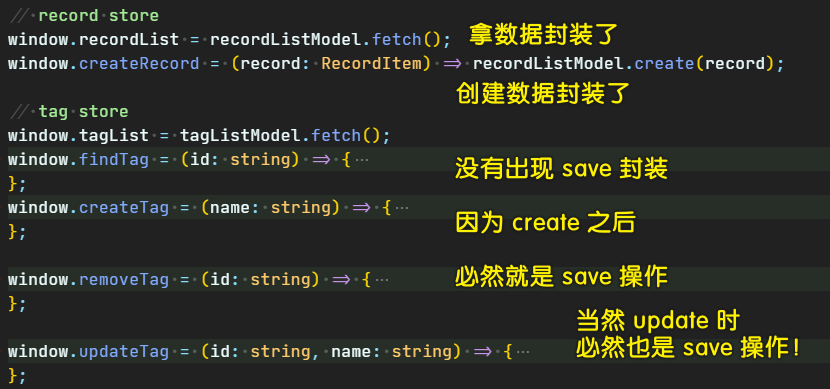 // record store
window.recordList = recordListModel.fetch(); 拿数据封装了
window.createRecord = (record: RecordItem) => recordListModel.create(record);
创建数据封装了
// tag store
window.tagList = tagListModel.fetch();
window.findTag = (id: string) => {⋯ 没有出现 save 封装
};
window.createTag = (name: string) => {⋯ 因为 create 之后
};
window.removeTag = (id: string) => {⋯ 必然就是 save 操作
};
当然 update 时
window.updateTag = (id: string, name: string) => {⋯ 必然也是 save 操作!
};